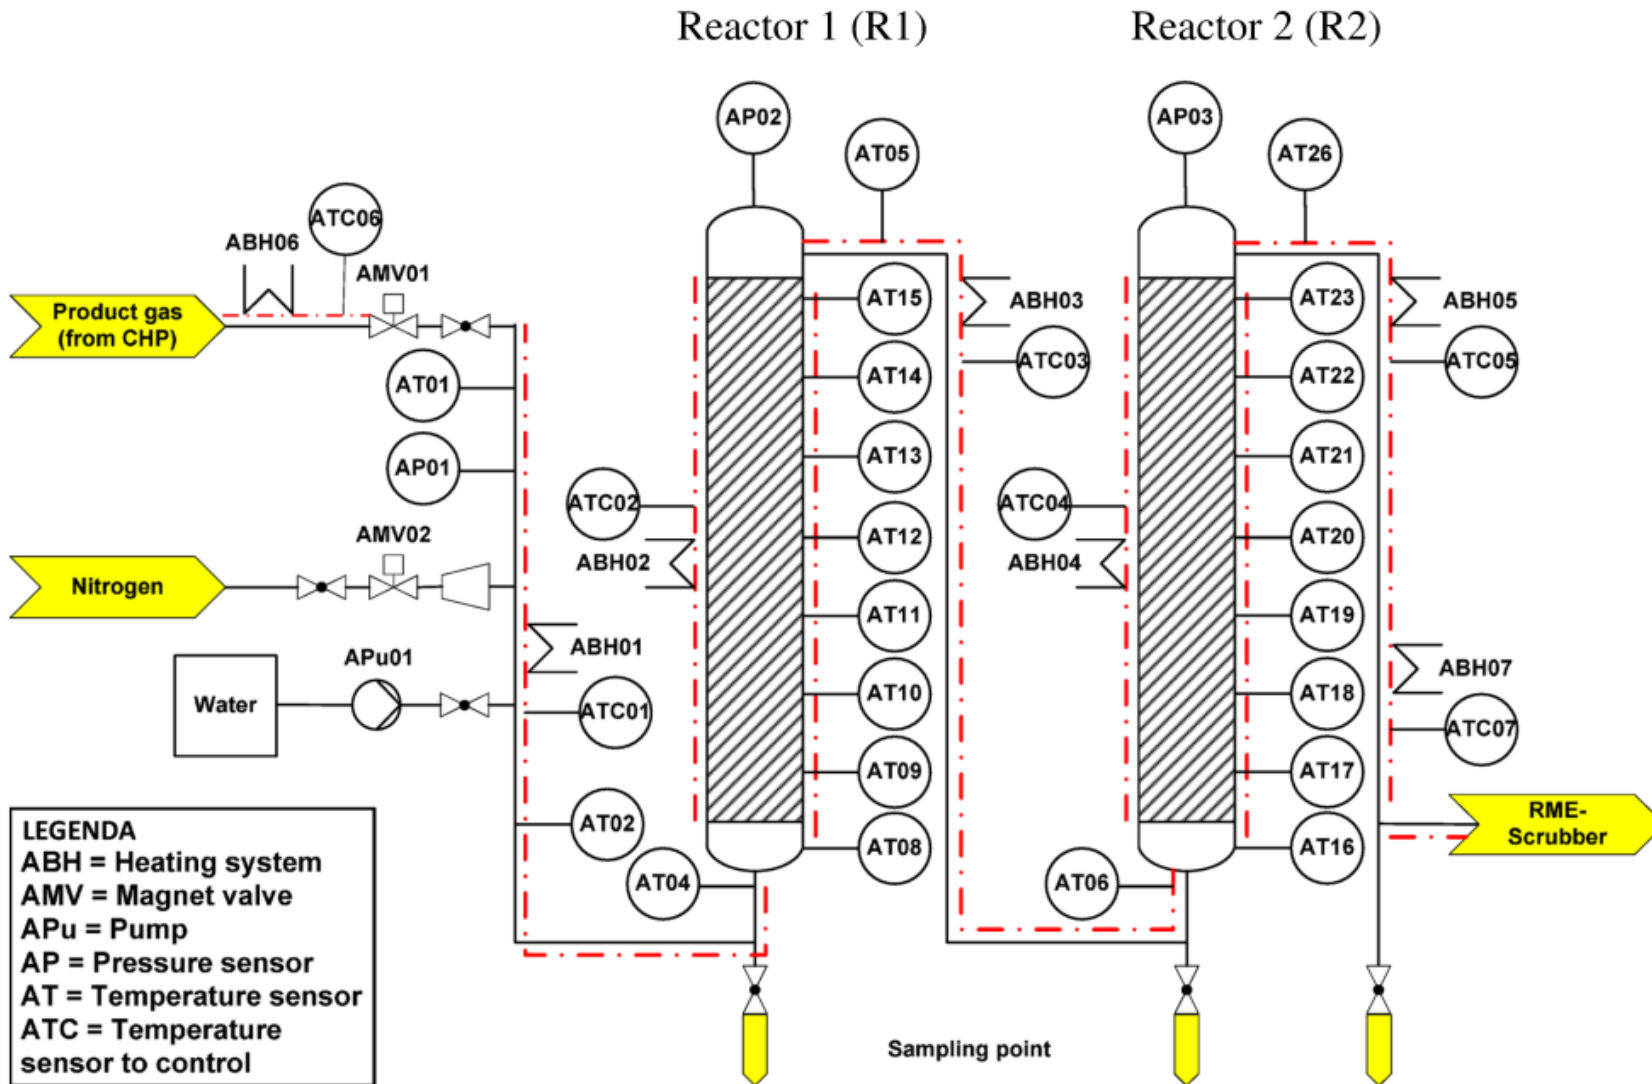 Reactor 1 (R1)
Reactor 2 (R2)
AP02
AP03
AT05
AT26
ATC06
ABH06
AMV01
Product gas
(from CHP)
AT15
ABH03
AT23
ABH05
AT01
AT14
ATC03
AT22
ATC05
AP01
AT13
AT21
ATC02
ATC04
AMV02
AT12
AT20
ABH02
ABH04
Nitrogen
AT11
AT19
ABH01
APu01
ABH07
Water
ATC01
AT10
AT18
ATC07
AT09
AT17
AT02
RME-
Scrubber
AT08
AT16
AT04
AT06
LEGENDA
ABH = Heating system
AMV = Magnet valve
APu = Pump
AP = Pressure sensor
AT = Temperature sensor
ATC = Temperature
sensor to control
Sampling point